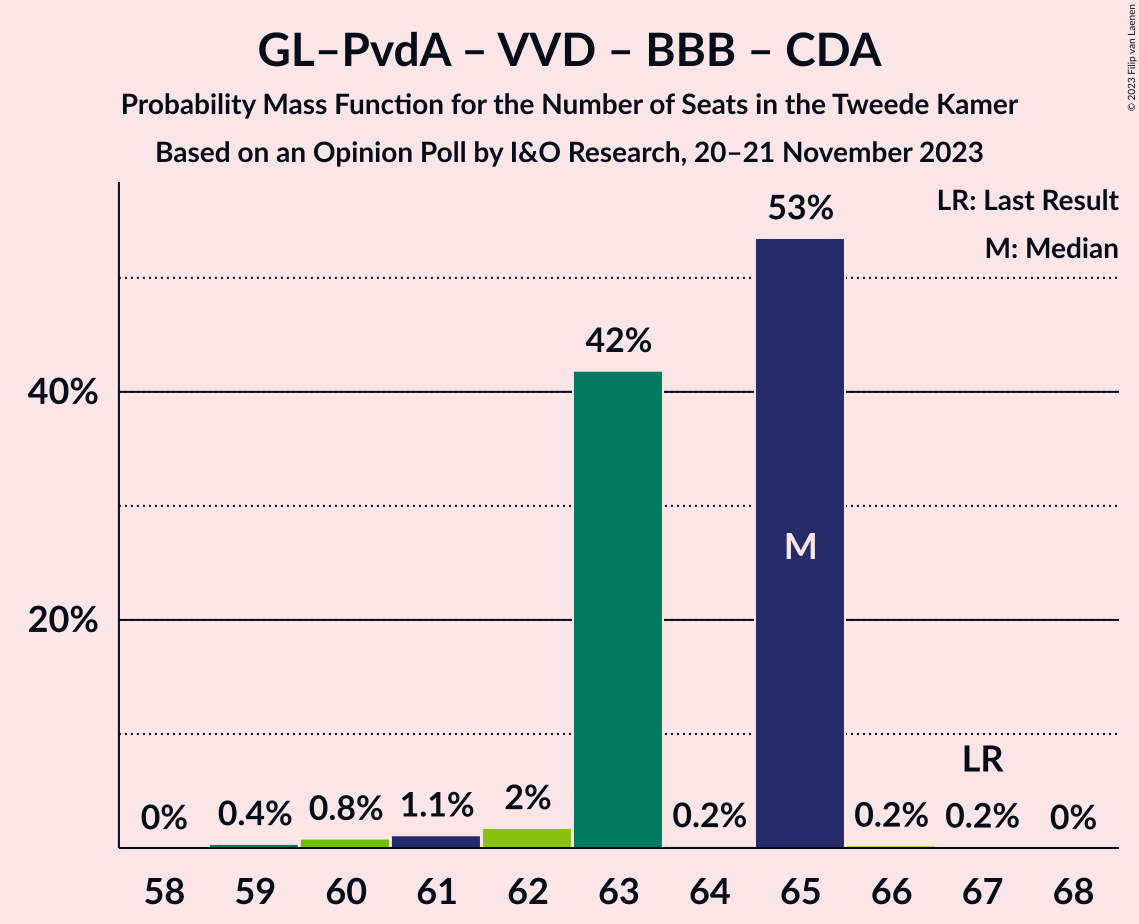 GL–PvdA – VVD – BBB – CDA
Probability Mass Function for the Number of Seats in the Tweede Kamer
Based on an Opinion Poll by I&O Research, 20–21 November 2023
© 2023 Filip van Laenen
LR: Last Result
M: Median
53%
42%
40%
M
20%
LR
0% 0.4% 0.8% 1.1% 2% 0.2% 0.2% 0.2% 0%
58 59 60 61 62 63 64 65 66 67 68